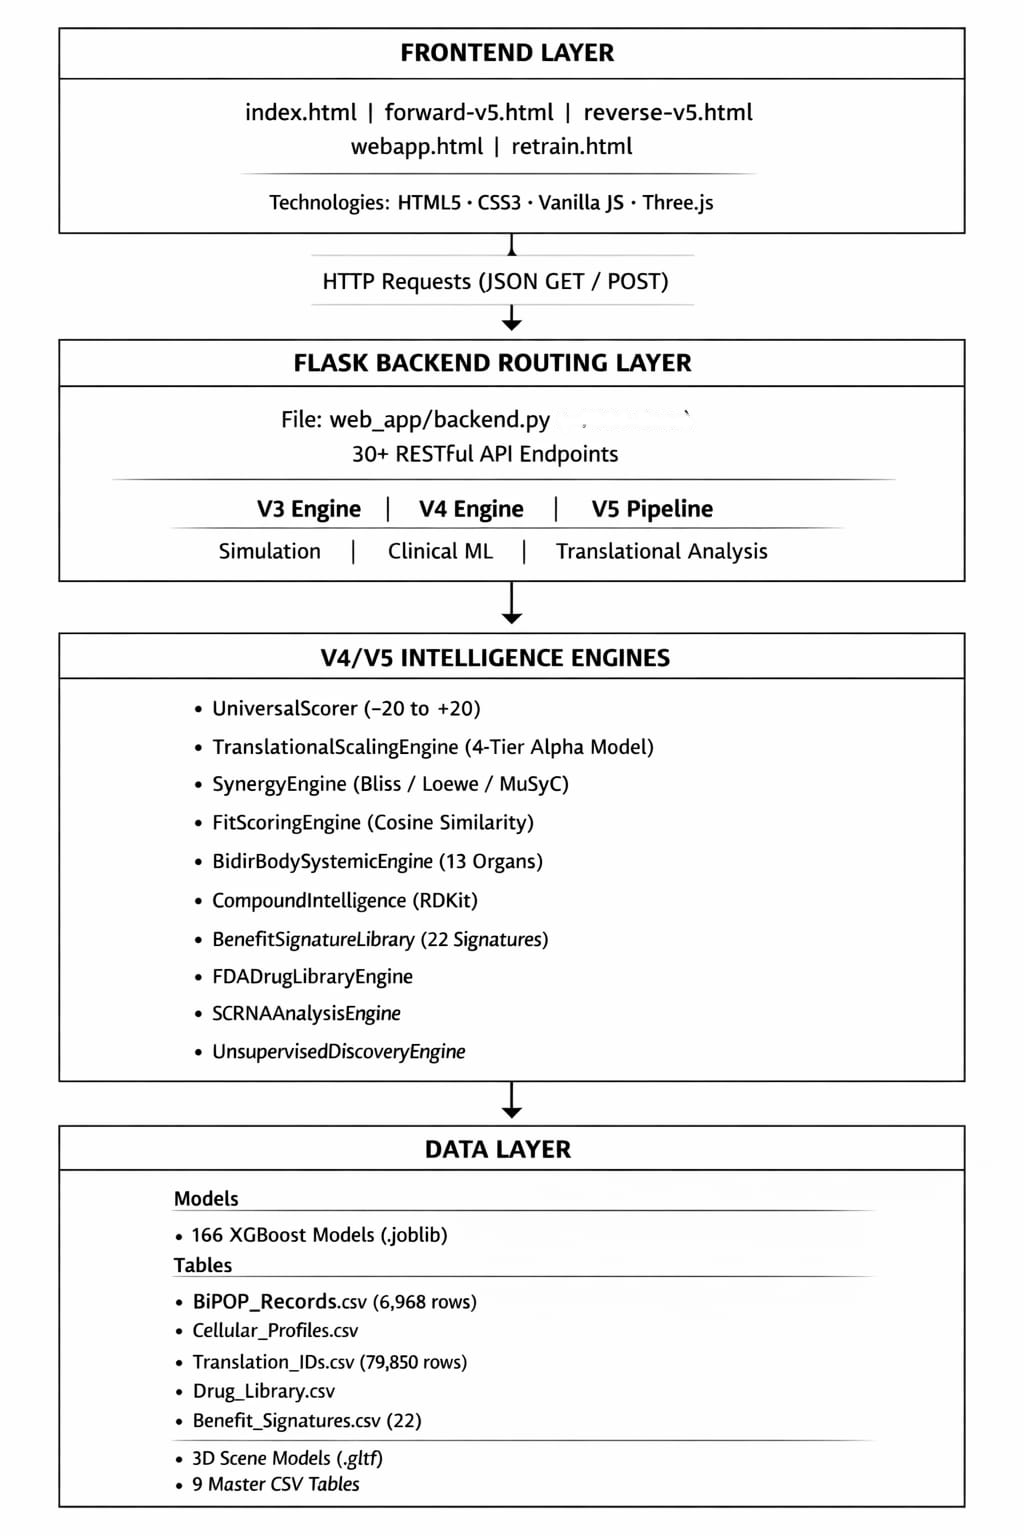 FRONTEND LAYER
index.html | forward-v5.html | reverse-v5.html
webapp.html | retrain.html
Technologies: HTML5 · CSS3 · Vanilla JS · Three.js
HTTP Requests (JSON GET / POST)
FLASK BACKEND ROUTING LAYER
File: web_app/backend.py
30+ RESTful API Endpoints
V3 Engine | V4 Engine | V5 Pipeline
Simulation | Clinical ML | Translational Analysis
V4/V5 INTELLIGENCE ENGINES
• UniversalScorer (−20 to +20)
• TranslationalScalingEngine (4-Tier Alpha Model)
• SynergyEngine (Bliss / Loewe / MuSyC)
• FitScoringEngine (Cosine Similarity)
• BidirBodySystemicEngine (13 Organs)
• CompoundIntelligence (RDKit)
• BenefitSignatureLibrary (22 Signatures)
• FDADrugLibraryEngine
• SCRNAAnalysisEngine
• UnsupervisedDiscoveryEngine
DATA LAYER
Models
• 166 XGBoost Models (.joblib)
Tables
• BiPOP_Records.csv (6,968 rows)
• Cellular_Profiles.csv
• Translation_IDs.csv (79,850 rows)
• Drug_Library.csv
• Benefit_Signatures.csv (22)
• 3D Scene Models (.gltf)
• 9 Master CSV Tables